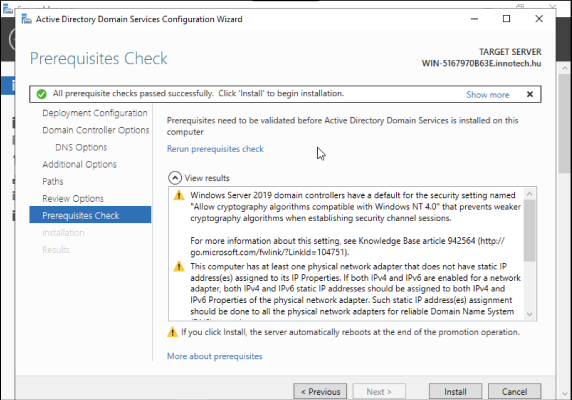 Active Directory Domain Services Configuration Wizard
Prerequisites Check
TARGET SERVER
WIN-5167970B63E.innotech.hu
All prerequisite checks passed successfully. Click 'Install' to begin installation.
Show more
Deployment Configuration
Domain Controller Options
DNS Options
Additional Options
Paths
Review Options
Prerequisites Check
Installation
Results
Prerequisites need to be validated before Active Directory Domain Services is installed on this
computer
Rerun prerequisites check
View results
Windows Server 2019 domain controllers have a default for the security setting named
"Allow cryptography algorithms compatible with Windows NT 4.0" that prevents weaker
cryptography algorithms when establishing security channel sessions.
For more information about this setting, see Knowledge Base article 942564 (http://
go.microsoft.com/fwlink/?LinkId=104751).
This computer has at least one physical network adapter that does not have static IP
address(es) assigned to its IP Properties. If both IPv4 and IPv6 are enabled for a network
adapter, both IPv4 and IPv6 static IP addresses should be assigned to both IPv4 and
IPv6 Properties of the physical network adapter. Such static IP address(es) assignment
should be done to all the physical network adapters for reliable Domain Name System
If you click Install, the server automatically reboots at the end of the promotion operation.
More about prerequisites
< Previous
Next >
Install
Cancel